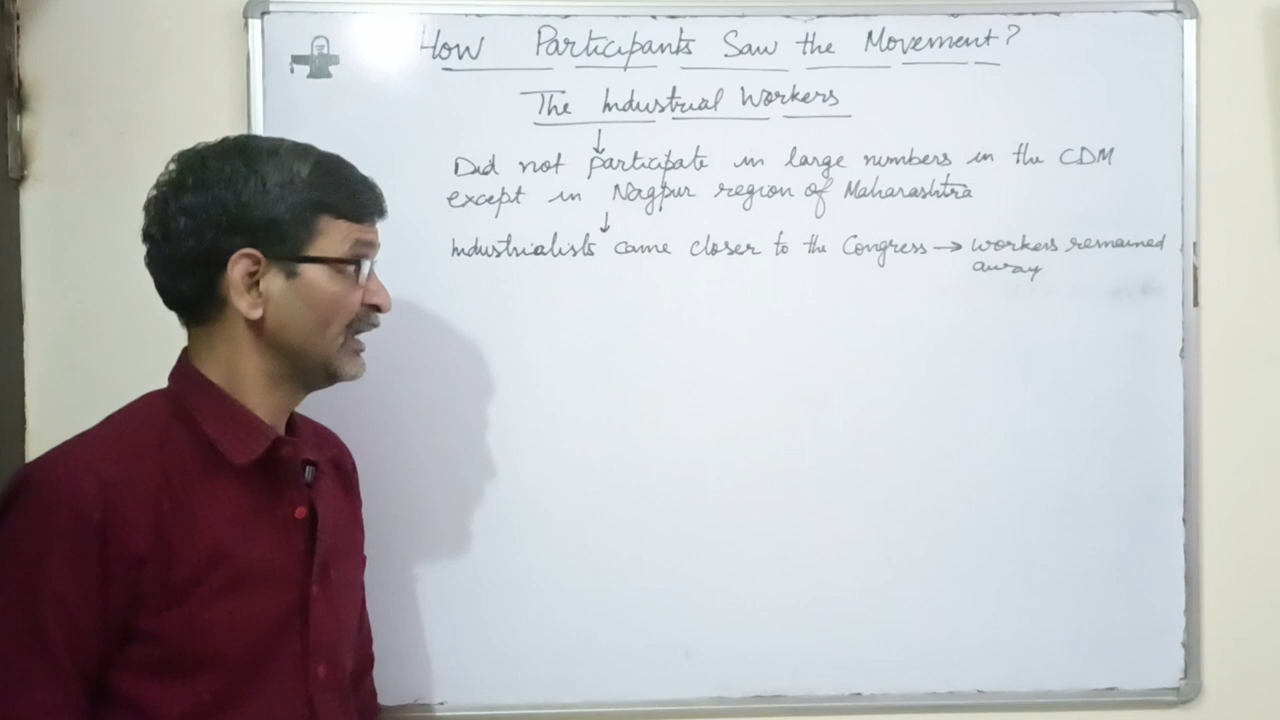 How Participants Saw the Movement?
The Industrial Workers
↓
Did not participate in large numbers in the CDM
except in Nagpur region of Maharashtra
↓
Industrialists came closer to the Congress → workers remained
away